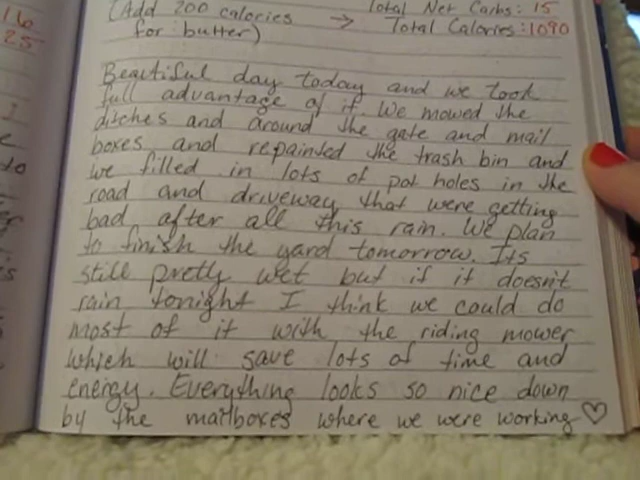 16
25
(Add 200 calories
for butter)
Total Net Carbs: 15
→ Total Calories: 1090
Beautiful day today and we took
full advantage of it. We mowed the
ditches and around the gate and mail
boxes and repainted the trash bin and
we filled in lots of pot holes in the
road and driveway that were getting
bad after all this rain. We plan
to finish the yard tomorrow. Its
still pretty wet but if it doesn't
rain tonight I think we could do
most of it with the riding mower
which will save lots of time and
energy. Everything looks so nice down
by the mailboxes where we were working ♡